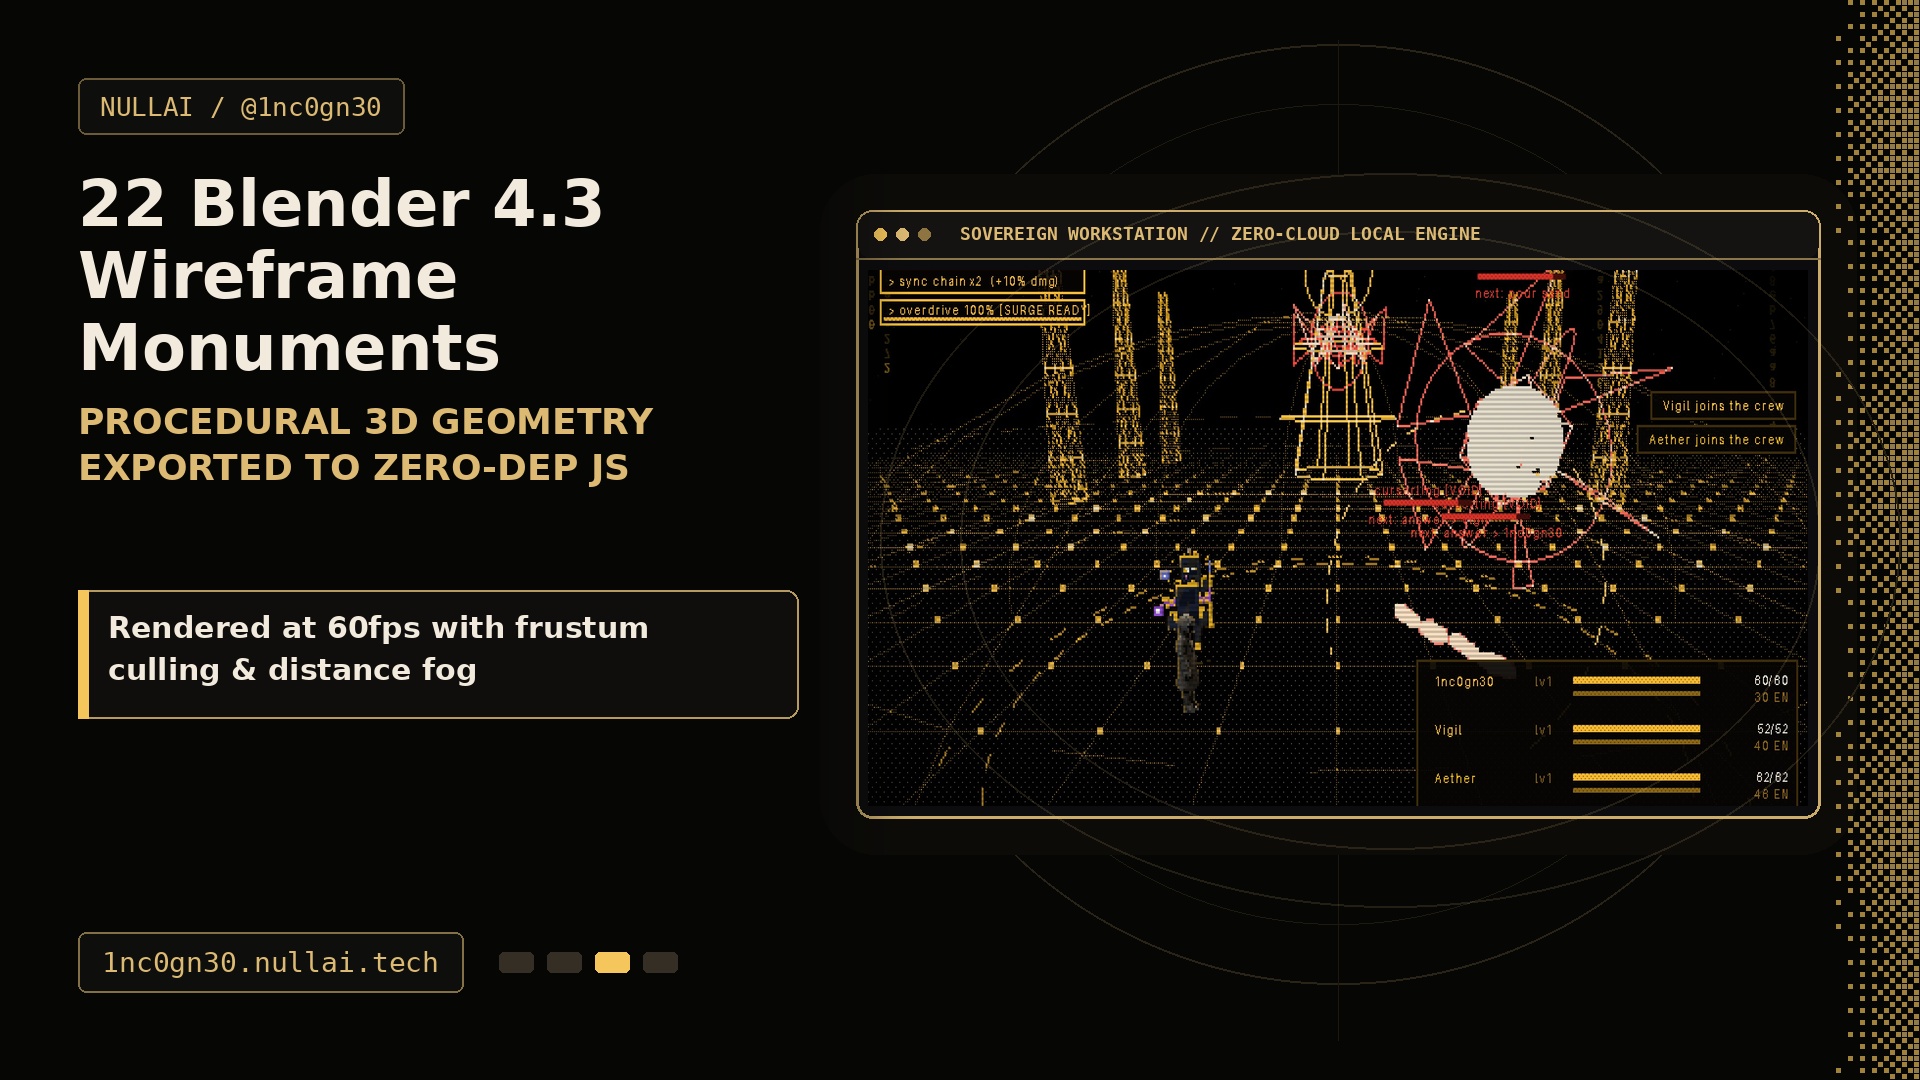 NULLAI / @1nc0gn30
22 Blender 4.3
Wireframe
Monuments
PROCEDURAL 3D GEOMETRY
EXPORTED TO ZERO-DEP JS
Rendered at 60fps with frustum
culling & distance fog
1nc0gn30.nullai.tech
SOVEREIGN WORKSTATION // ZERO-CLOUD LOCAL ENGINE
> sync chain x2 (+10% dmg)
> overdrive 100% [SURGE READY]
next:
Vigil joins the crew
Aether joins the crew
next:
1nc0gn30 lv1 60/60
30 EN
Vigil lv1 52/52
40 EN
Aether lv1 62/62
46 EN